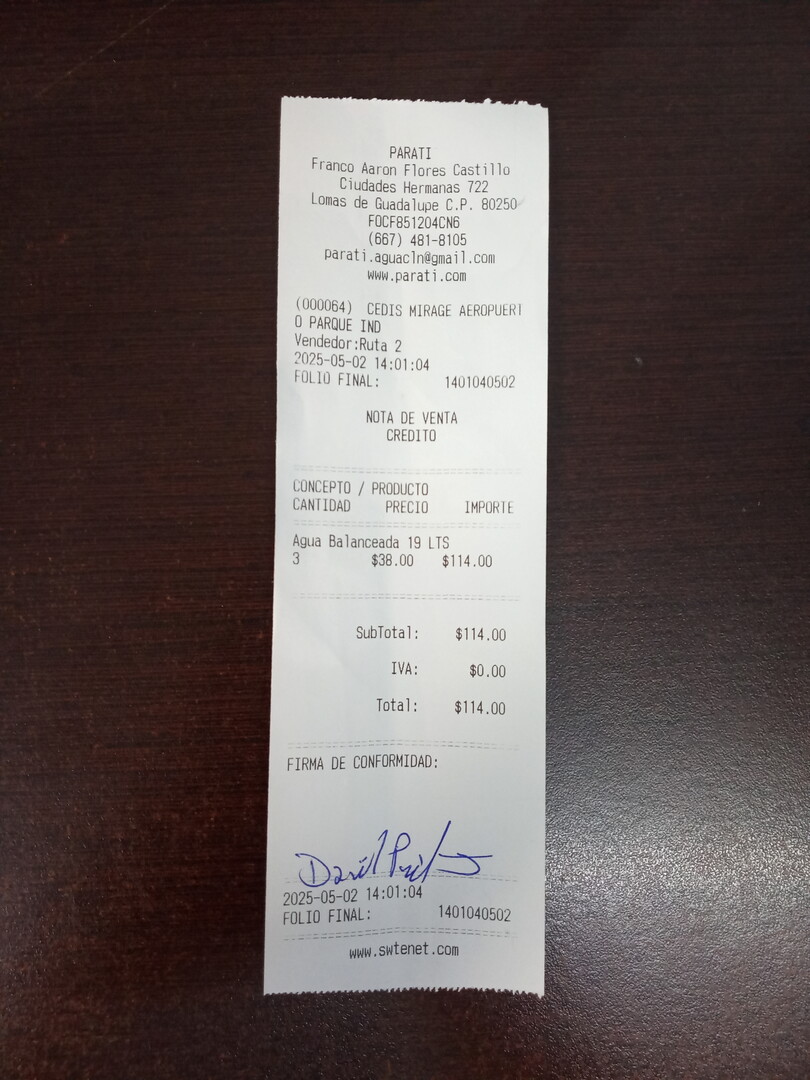 PARATI
Franco Aaron Flores Castillo
Ciudades Hermanas 722
Lomas de Guadalupe C.P. 80250
FOCF851204CN6
(667) 481-8105
parati.aguacln@gmail.com
www.parati.com
(000064) CEDIS MIRAGE AEROPUERT
O PARQUE IND
Vendedor:Ruta 2
2025-05-02 14:01:04
FOLIO FINAL: 1401040502
NOTA DE VENTA
CREDITO
CONCEPTO / PRODUCTO
CANTIDAD PRECIO IMPORTE
Agua Balanceada 19 LTS
3 $38.00 $114.00
SubTotal: $114.00
IVA: $0.00
Total: $114.00
FIRMA DE CONFORMIDAD:
2025-05-02 14:01:04
FOLIO FINAL: 1401040502
www.swtenet.com